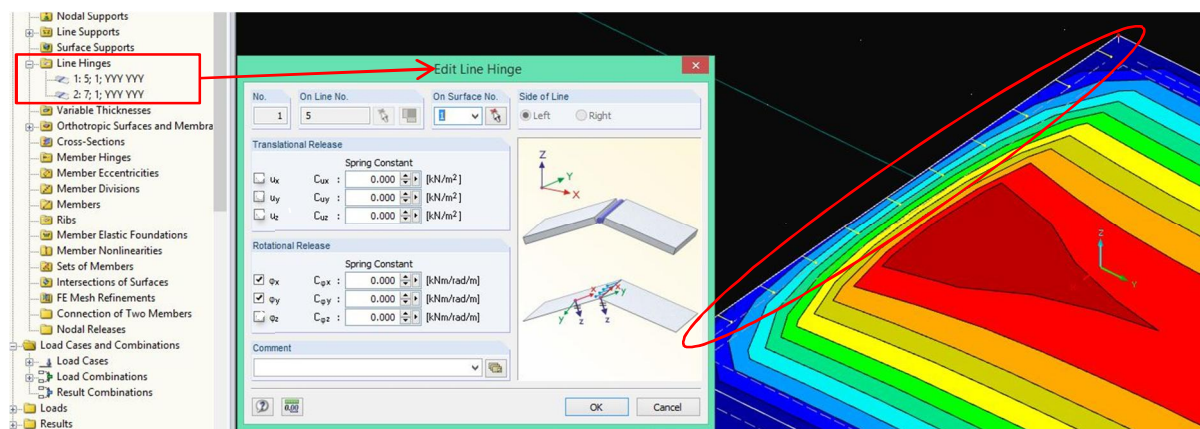 Nodal Supports
Line Supports
Surface Supports
Line Hinges
1: 5; 1; YYY YYY
2: 7; 1; YYY YYY
Variable Thicknesses
Orthotropic Surfaces and Membra
Cross-Sections
Member Hinges
Member Eccentricities
Member Divisions
Members
Ribs
Member Elastic Foundations
Member Nonlinearities
Sets of Members
Intersections of Surfaces
FE Mesh Refinements
Connection of Two Members
Nodal Releases
Load Cases and Combinations
Load Cases
Load Combinations
Result Combinations
Loads
Results
Edit Line Hinge
No. On Line No. On Surface No. Side of Line
1 5 1 Left Right
Translational Release
Spring Constant
ux Cux : 0.000 [kN/m²]
uy Cuy : 0.000 [kN/m²]
uz Cuz : 0.000 [kN/m²]
Rotational Release
Spring Constant
φx Cφx : 0.000 [kNm/rad/m]
φy Cφy : 0.000 [kNm/rad/m]
φz Cφz : 0.000 [kNm/rad/m]
Comment
OK Cancel
Z
Y
X
x x
y y
z z
0.00
Z
Y